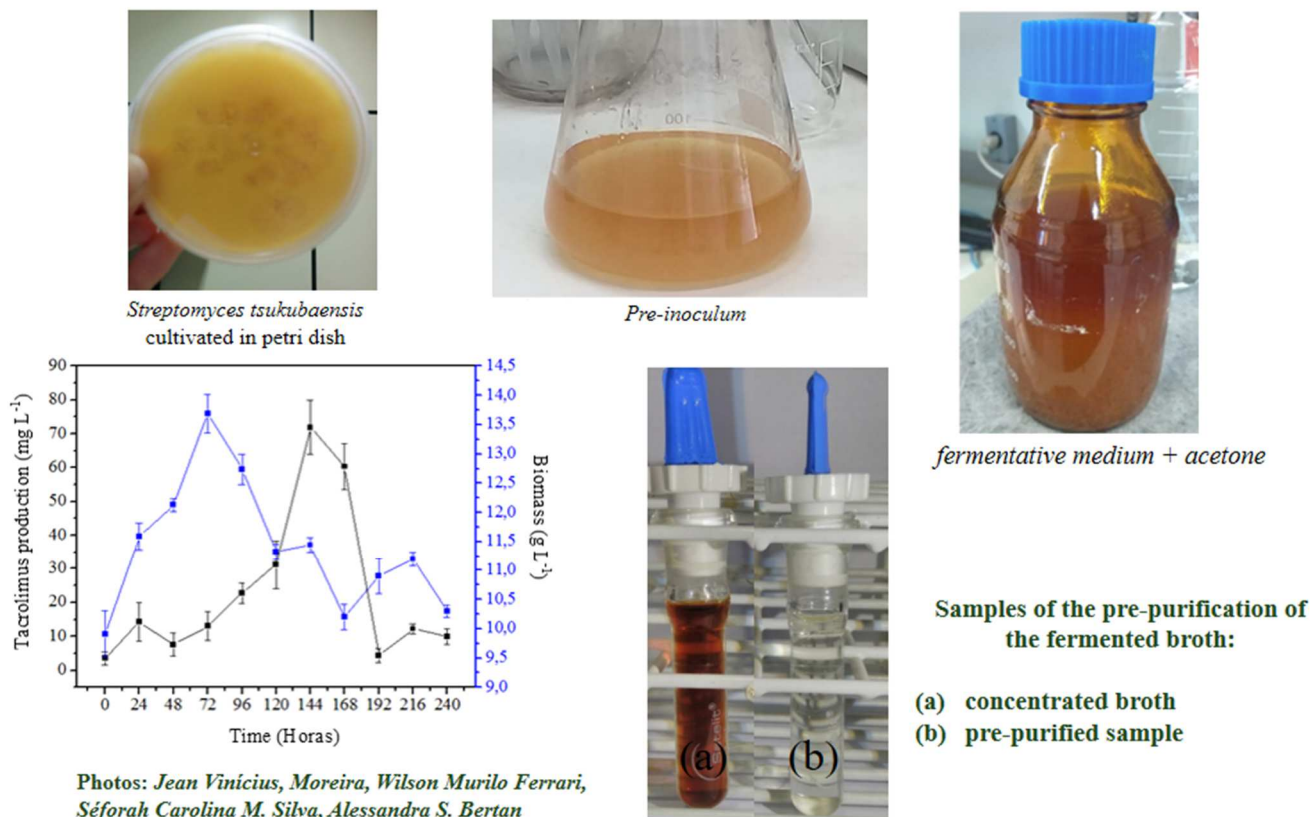 Streptomyces tsukubaensis
cultivated in petri dish
100
Pre-inoculum
fermentative medium + acetone
Tacrolimus production (mg L⁻¹)
90
80
70
60
50
40
30
20
10
0
14,5
14,0
13,5
13,0
12,5
12,0
11,5
11,0
10,5
10,0
9,5
9,0
Biomass (g L⁻¹)
0 24 48 72 96 120 144 168 192 216 240
Time (Horas)
(a) (b)
Samples of the pre-purification of
the fermented broth:
(a) concentrated broth
(b) pre-purified sample
Photos: Jean Vinícius, Moreira, Wilson Murilo Ferrari,
Séforah Carolina M. Silva, Alessandra S. Bertan